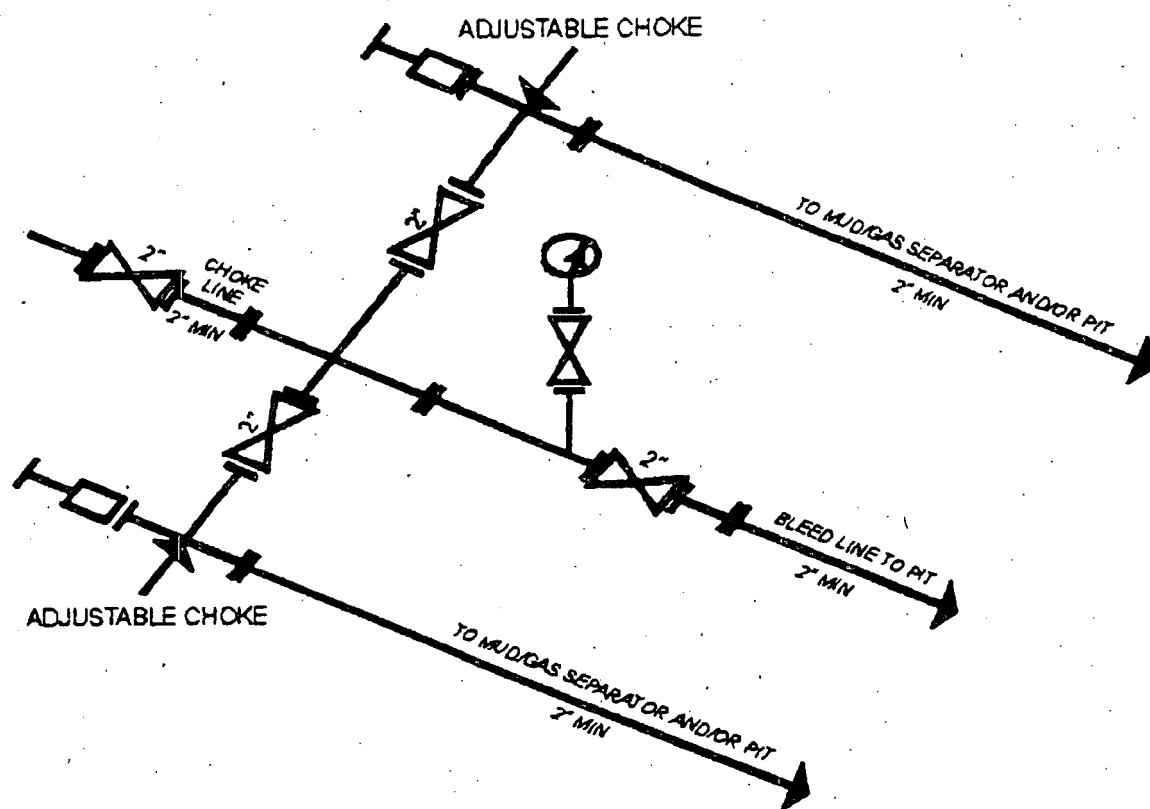 ADJUSTABLE CHOKE
TO MUD/GAS SEPARATOR AND/OR PIT
2" MIN
2"
2"
CHOKE
LINE
2" MIN
2"
2"
BLEED LINE TO PIT
2" MIN
ADJUSTABLE CHOKE
TO MUD/GAS SEPARATOR AND/OR PIT
2" MIN